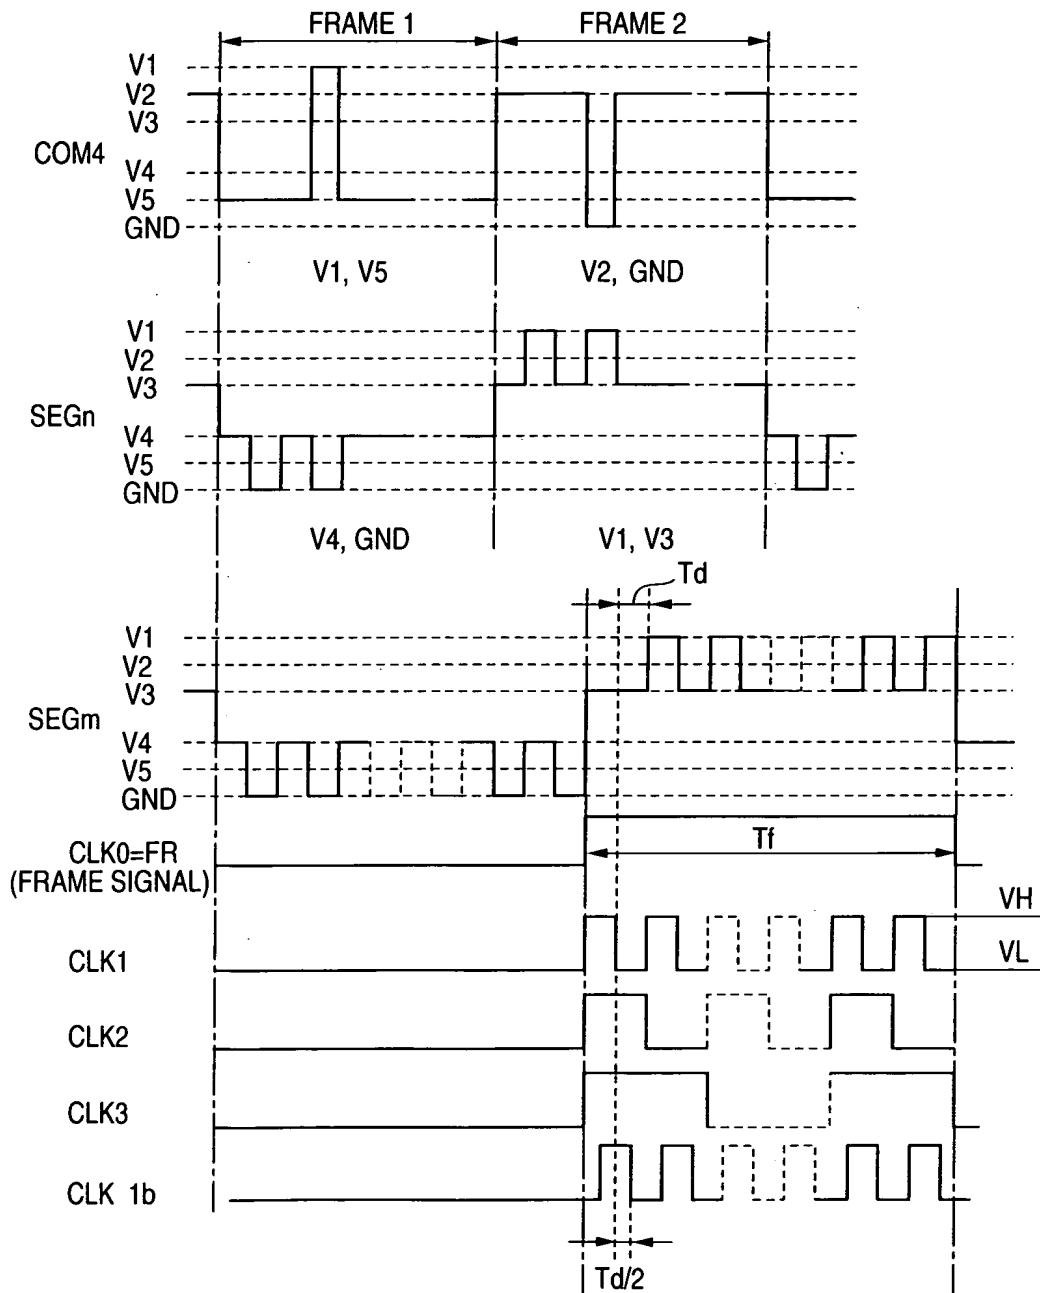 FRAME 1 FRAME 2
V1
V2
V3
COM4
V4
V5
GND
V1, V5 V2, GND
V1
V2
V3
SEGn
V4
V5
GND
V4, GND V1, V3
Td
V1
V2
V3
SEGm
V4
V5
GND
CLK0=FR Tf
(FRAME SIGNAL)
VH
CLK1 VL
CLK2
CLK3
CLK 1b
Td/2